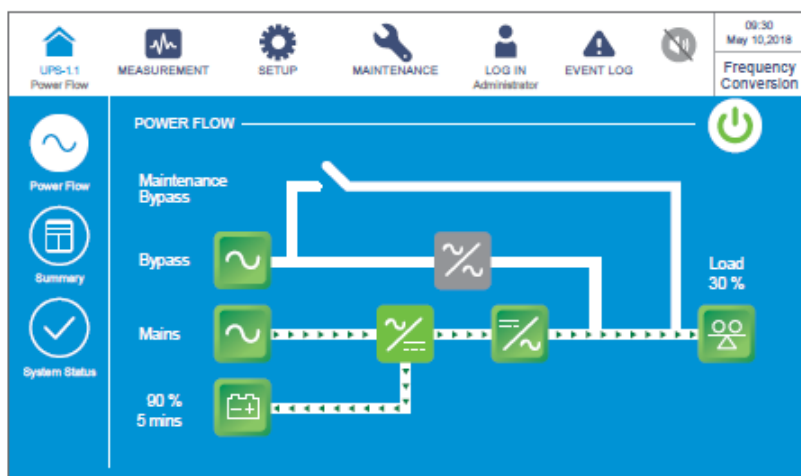 09:30
May 10,2018
UPS-1.1
Power Flow
MEASUREMENT
SETUP
MAINTENANCE
LOG IN
Administrator
EVENT LOG
Frequency
Conversion
POWER FLOW
Power Flow
Maintenance
Bypass
Bypass
Summary
Load
30 %
Mains
System Status
90 %
5 mins